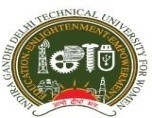 INDIRA GANDHI DELHI TECHNICAL UNIVERSITY FOR WOMEN
EDUCATION•ENLIGHTENMENT•EMPOWERMENT